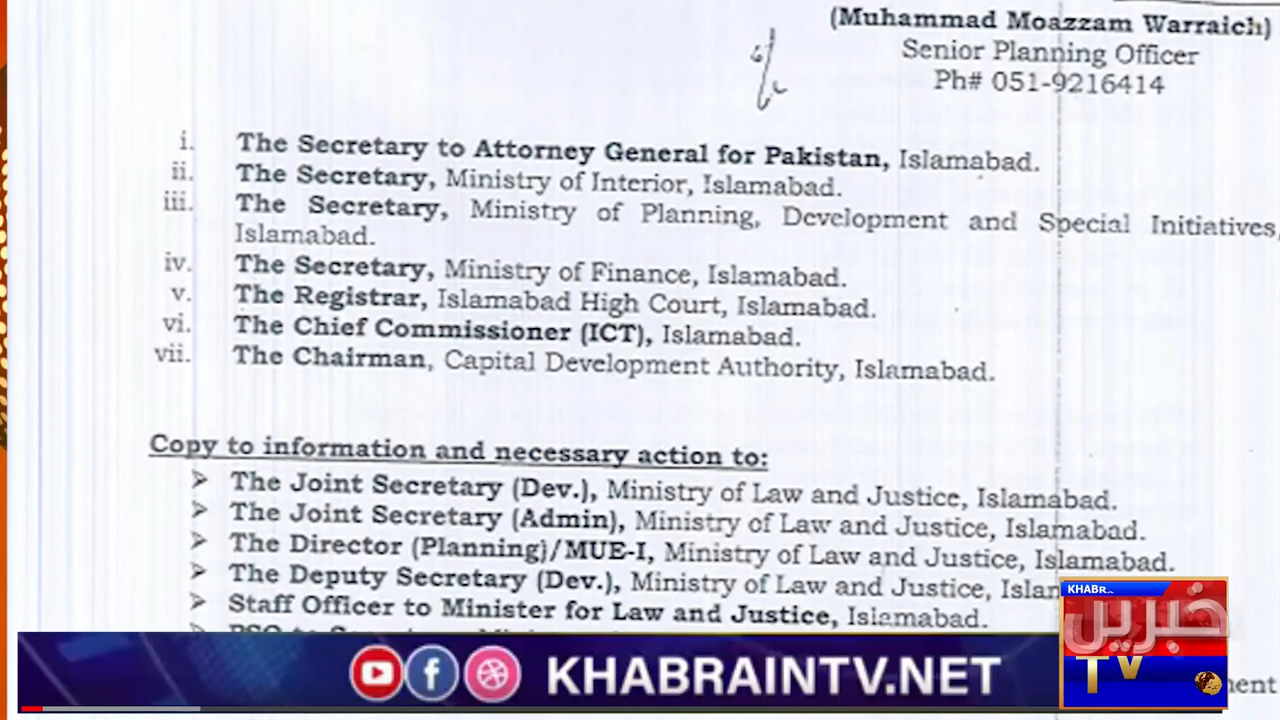 (Muhammad Moazzam Warraich)
Senior Planning Officer
Ph# 051-9216414
i. The Secretary to Attorney General for Pakistan, Islamabad.
ii. The Secretary, Ministry of Interior, Islamabad.
iii. The Secretary, Ministry of Planning, Development and Special Initiatives,
Islamabad.
iv. The Secretary, Ministry of Finance, Islamabad.
v. The Registrar, Islamabad High Court, Islamabad.
vi. The Chief Commissioner (ICT), Islamabad.
vii. The Chairman, Capital Development Authority, Islamabad.
Copy to information and necessary action to:
➢ The Joint Secretary (Dev.), Ministry of Law and Justice, Islamabad.
➢ The Joint Secretary (Admin), Ministry of Law and Justice, Islamabad.
➢ The Director (Planning)/MUE-I, Ministry of Law and Justice, Islamabad.
➢ The Deputy Secretary (Dev.), Ministry of Law and Justice, Islam
➢ Staff Officer to Minister for Law and Justice, Islamabad.
KHABRAINTV.NET
خبریں
TV